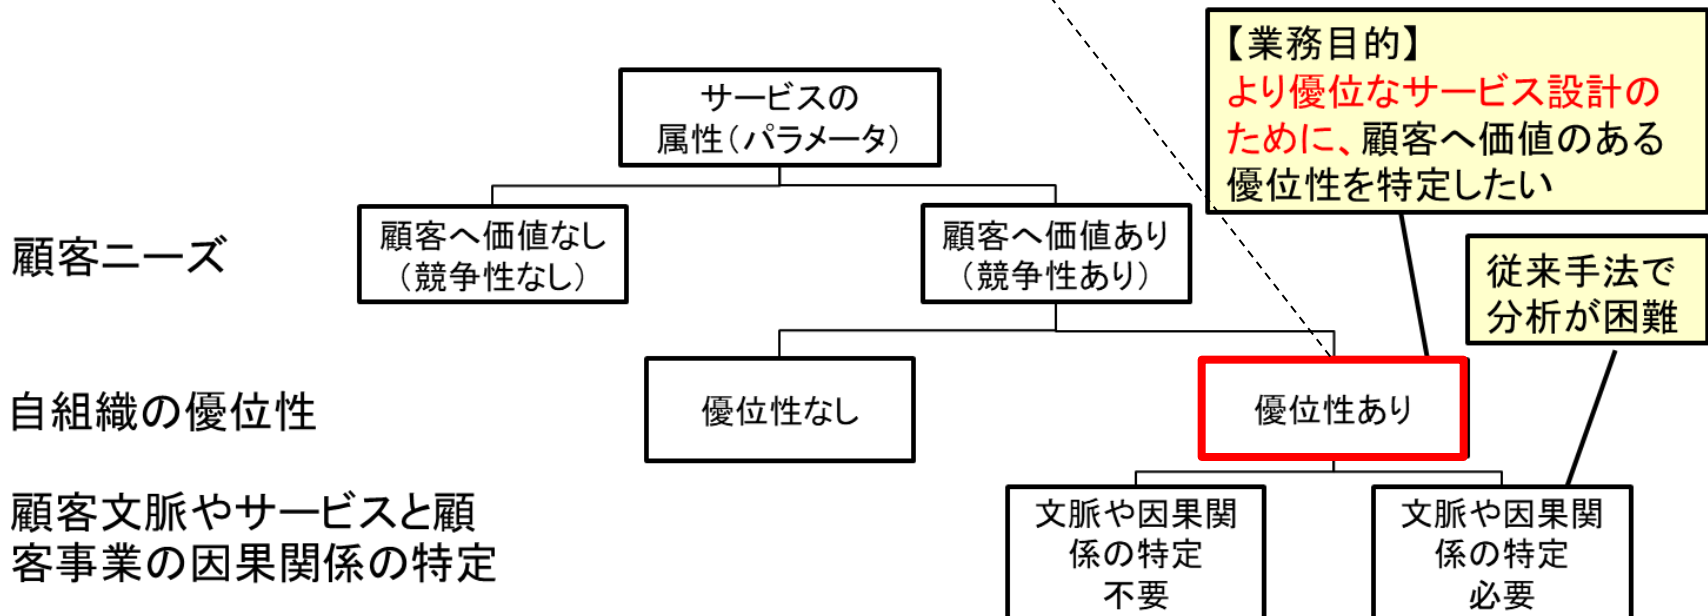 【業務目的】
より優位なサービス設計の
ために、顧客へ価値のある
優位性を特定したい
サービスの
属性（パラメータ）
顧客ニーズ
顧客へ価値なし
（競争性なし）
顧客へ価値あり
（競争性あり）
従来手法で
分析が困難
自組織の優位性
優位性なし
優位性あり
顧客文脈やサービスと顧
客事業の因果関係の特定
文脈や因果関
係の特定
不要
文脈や因果関
係の特定
必要